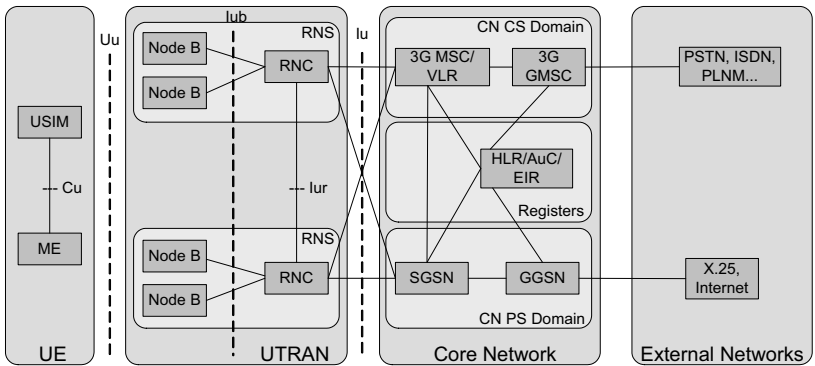 Uu
Iub
RNS
Iu
CN CS Domain
Node B
Node B
RNC
3G MSC/
VLR
3G
GMSC
PSTN, ISDN,
PLNM...
USIM
Cu
ME
Iur
HLR/AuC/
EIR
Registers
RNS
Node B
Node B
RNC
SGSN
GGSN
X.25,
Internet
CN PS Domain
UE
UTRAN
Core Network
External Networks